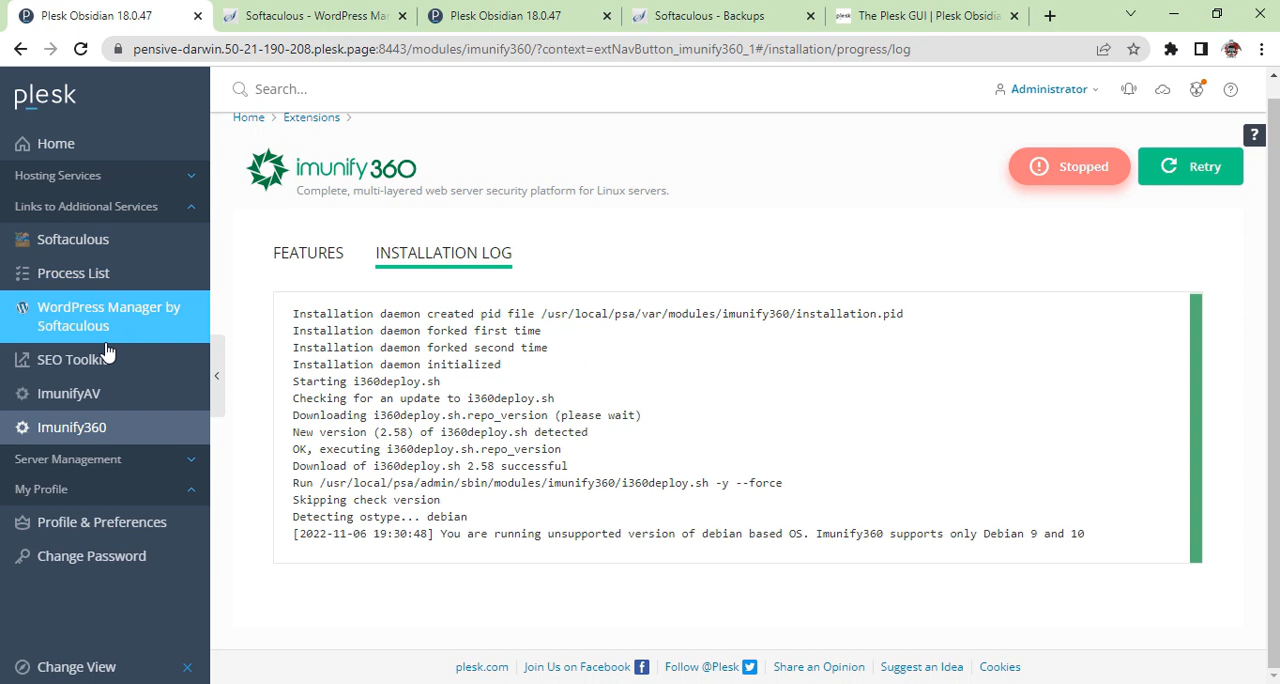 Plesk Obsidian 18.0.47
Softaculous - WordPress Mar
Plesk Obsidian 18.0.47
Softaculous - Backups
The Plesk GUI | Plesk Obsidia
pensive-darwin.50-21-190-208.plesk.page:8443/modules/imunify360/?context=extNavButton_imunify360_1#/installation/progress/log
plesk
Search...
Administrator
Home > Extensions >
Home
Hosting Services
Links to Additional Services
Softaculous
Process List
WordPress Manager by
Softaculous
SEO Toolki
ImunifyAV
Imunify360
Server Management
My Profile
Profile & Preferences
Change Password
Change View
imunify360
Complete, multi-layered web server security platform for Linux servers.
Stopped
Retry
FEATURES
INSTALLATION LOG
Installation daemon created pid file /usr/local/psa/var/modules/imunify360/installation.pid
Installation daemon forked first time
Installation daemon forked second time
Installation daemon initialized
Starting i360deploy.sh
Checking for an update to i360deploy.sh
Downloading i360deploy.sh.repo_version (please wait)
New version (2.58) of i360deploy.sh detected
OK, executing i360deploy.sh.repo_version
Download of i360deploy.sh 2.58 successful
Run /usr/local/psa/admin/sbin/modules/imunify360/i360deploy.sh -y --force
Skipping check version
Detecting ostype... debian
[2022-11-06 19:30:48] You are running unsupported version of debian based OS. Imunify360 supports only Debian 9 and 10
plesk.com
Join Us on Facebook
Follow @Plesk
Share an Opinion
Suggest an Idea
Cookies